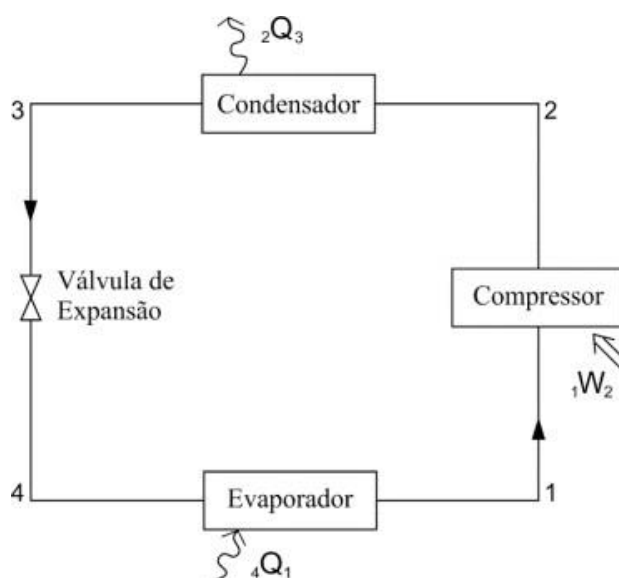 ₂Q₃
3
Condensador
2
Válvula de
Expansão
Compressor
₁W₂
4
Evaporador
1
₄Q₁